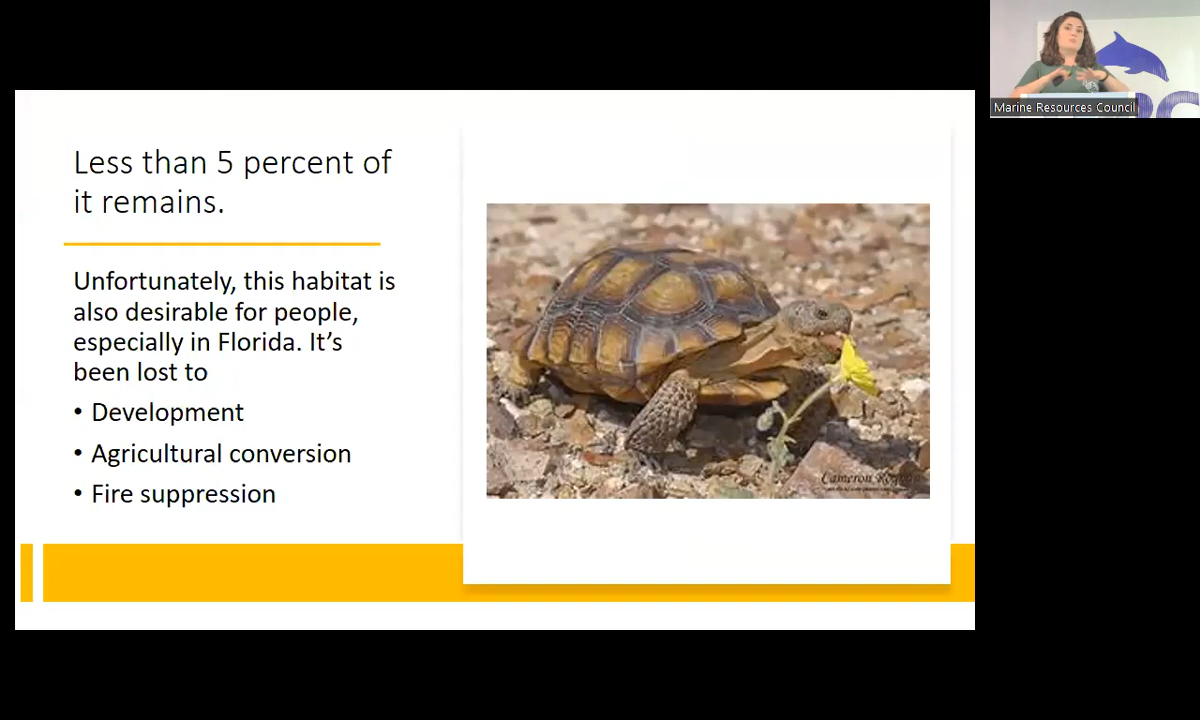 Less than 5 percent of
it remains.
Unfortunately, this habitat is
also desirable for people,
especially in Florida. It’s
been lost to
• Development
• Agricultural conversion
• Fire suppression
Cameron
Marine Resources Council